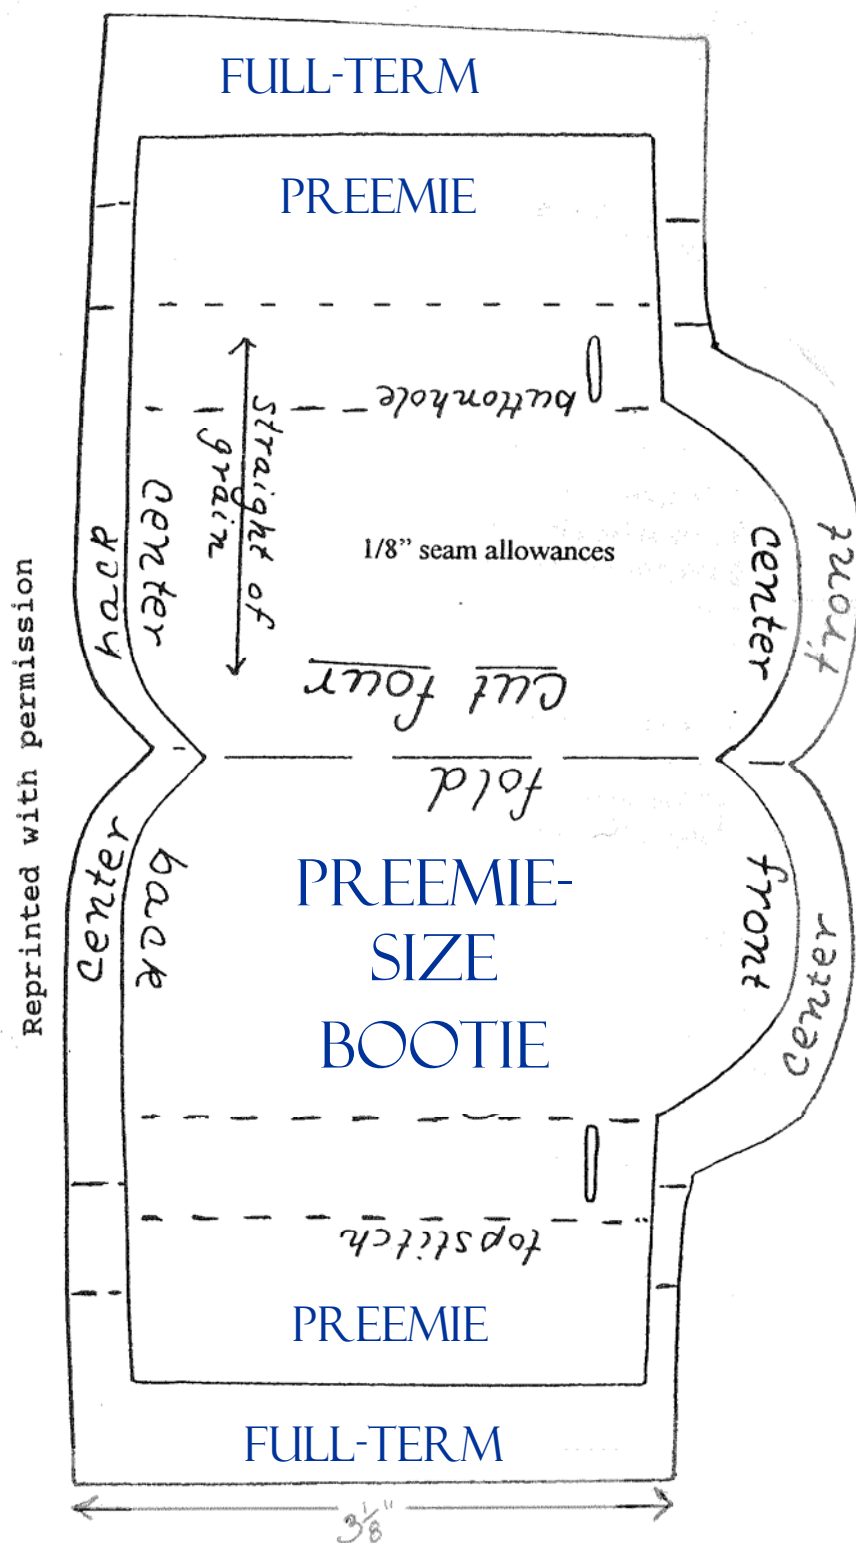 FULL-TERM
PREEMIE
buttonhole
straight of
grain
center
back
center
front
1/8” seam allowances
cut four
fold
Reprinted with permission
center
back
PREEMIE-
SIZE
BOOTIE
front
center
topstitch
PREEMIE
FULL-TERM
3 1/8"